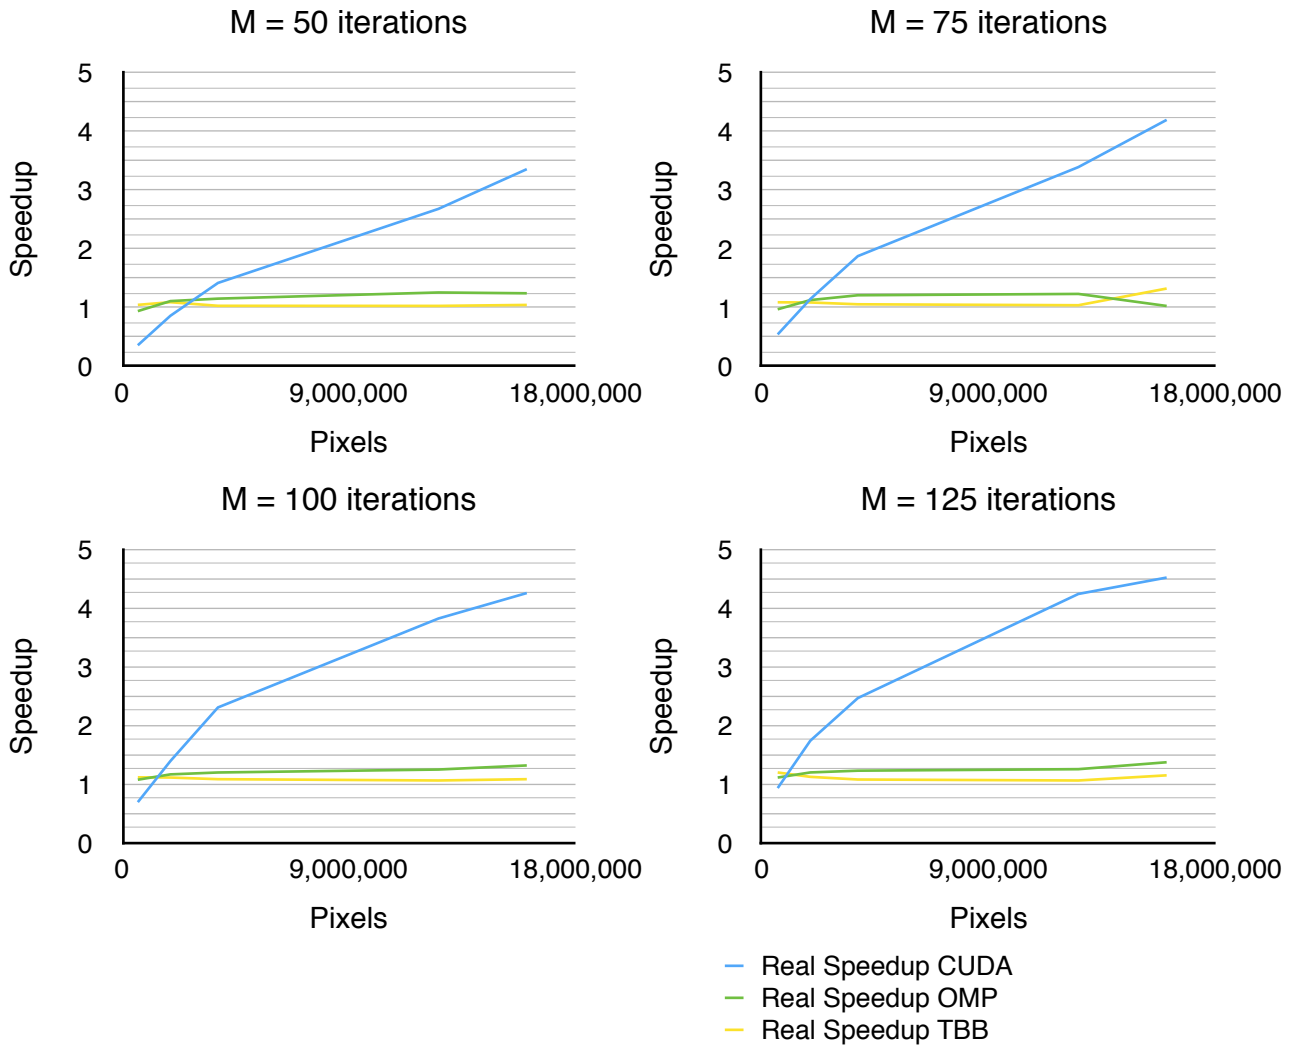 M = 50 iterations
5
4
3
2
1
0
Speedup
0 9,000,000 18,000,000
Pixels
M = 75 iterations
5
4
3
2
1
0
Speedup
0 9,000,000 18,000,000
Pixels
M = 100 iterations
5
4
3
2
1
0
Speedup
0 9,000,000 18,000,000
Pixels
M = 125 iterations
5
4
3
2
1
0
Speedup
0 9,000,000 18,000,000
Pixels
Real Speedup CUDA
Real Speedup OMP
Real Speedup TBB